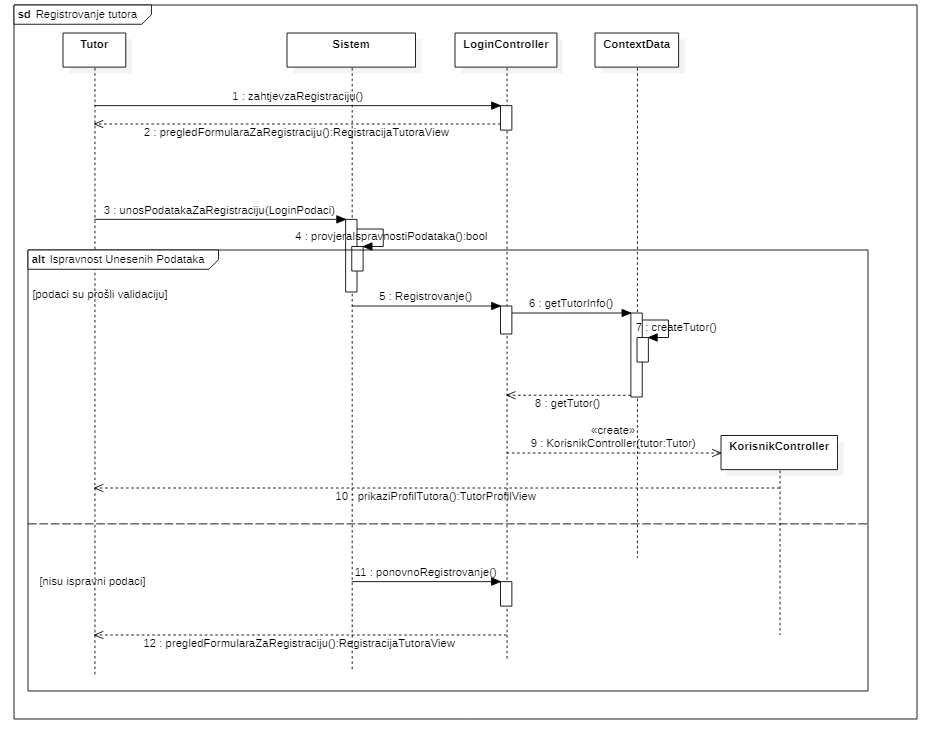 sd Registrovanje tutora
Tutor
Sistem
LoginController
ContextData
1 : zahtjevzaRegistraciju()
2 : pregledFormularaZaRegistraciju():RegistracijaTutoraView
3 : unosPodatakaZaRegistraciju(LoginPodaci)
4 : provjeraIspravnostiPodataka():bool
alt Ispravnost Unesenih Podataka
[podaci su prošli validaciju]
5 : Registrovanje()
6 : getTutorInfo()
7 : createTutor()
8 : getTutor()
«create»
9 : KorisnikController(tutor:Tutor)
KorisnikController
10 : prikaziProfilTutora():TutorProfilView
11 : ponovnoRegistrovanje()
[nisu ispravni podaci]
12 : pregledFormularaZaRegistraciju():RegistracijaTutoraView